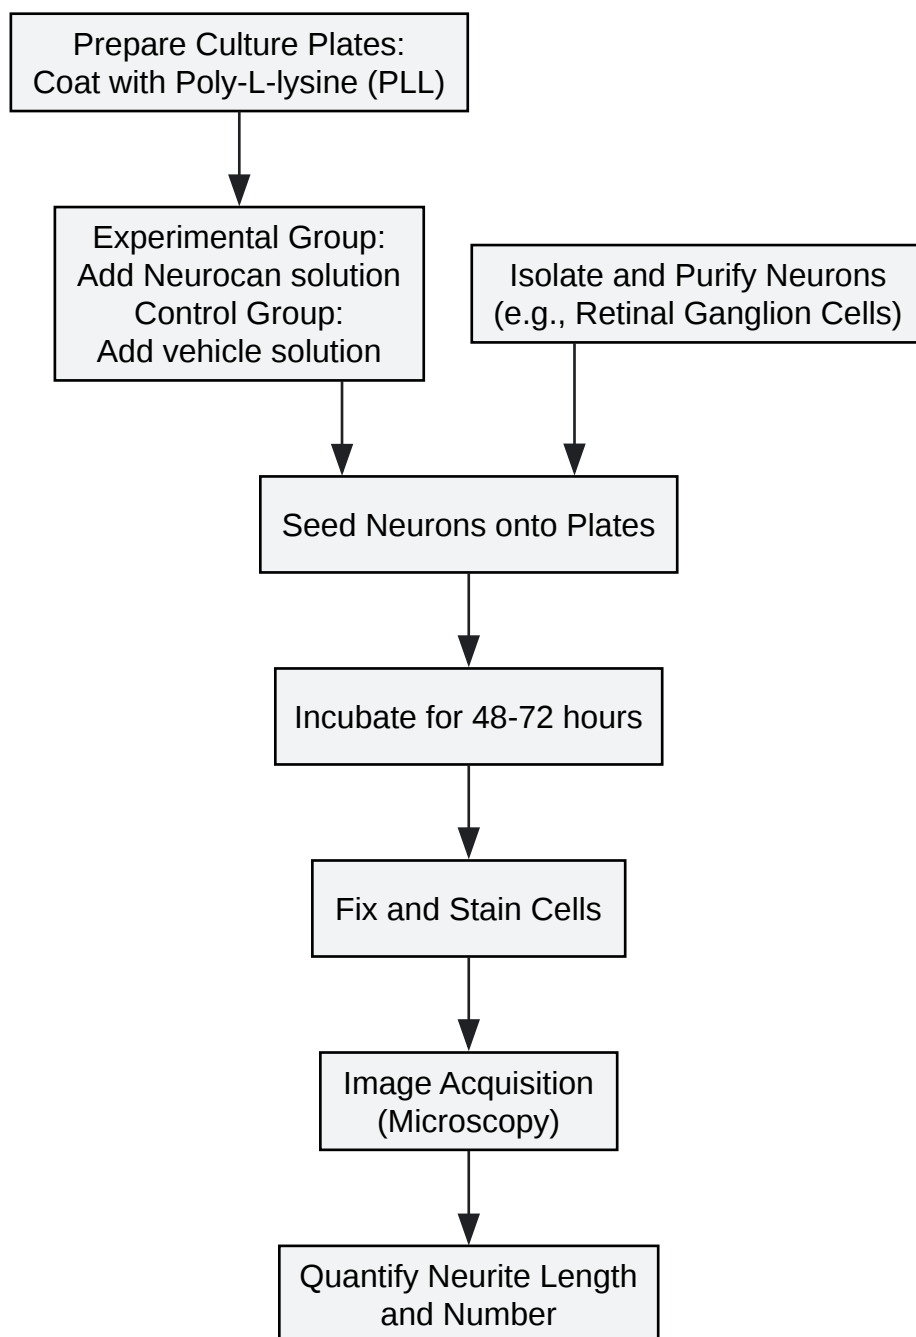 Prepare Culture Plates:
Coat with Poly-L-lysine (PLL)
Experimental Group:
Add Neurocan solution
Control Group:
Add vehicle solution
Isolate and Purify Neurons
(e.g., Retinal Ganglion Cells)
Seed Neurons onto Plates
Incubate for 48-72 hours
Fix and Stain Cells
Image Acquisition
(Microscopy)
Quantify Neurite Length
and Number